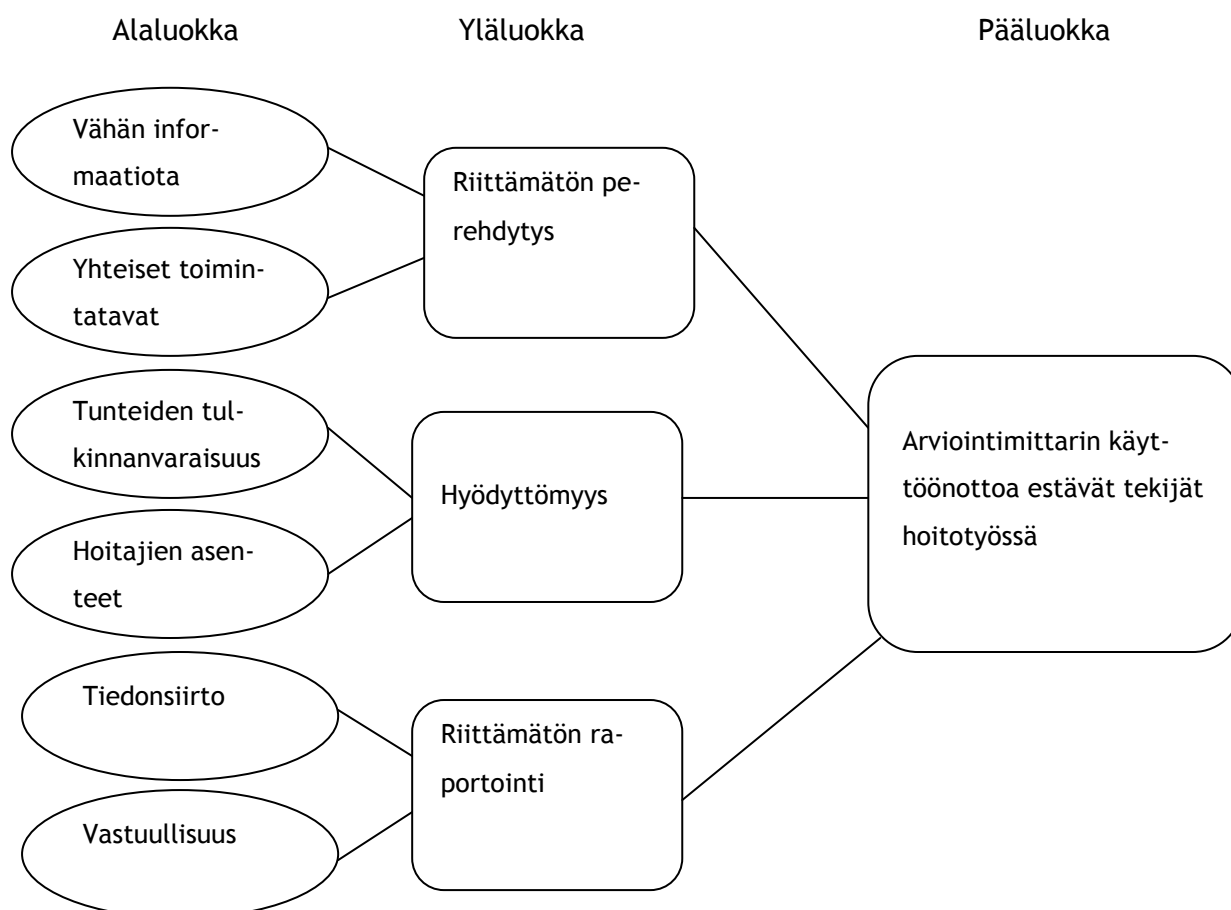 Alaluokka Yläluokka Pääluokka
Vähän infor-
maatiota
Yhteiset toimin-
tatavat
Riittämätön pe-
rehdytys
Tunteiden tul-
kinnanvaraisuus
Hoitajien asen-
teet
Hyödyttömyys
Tiedonsiirto
Vastuullisuus
Riittämätön ra-
portointi
Arviointimittarin käyt-
töönottoa estävät tekijät
hoitotyössä